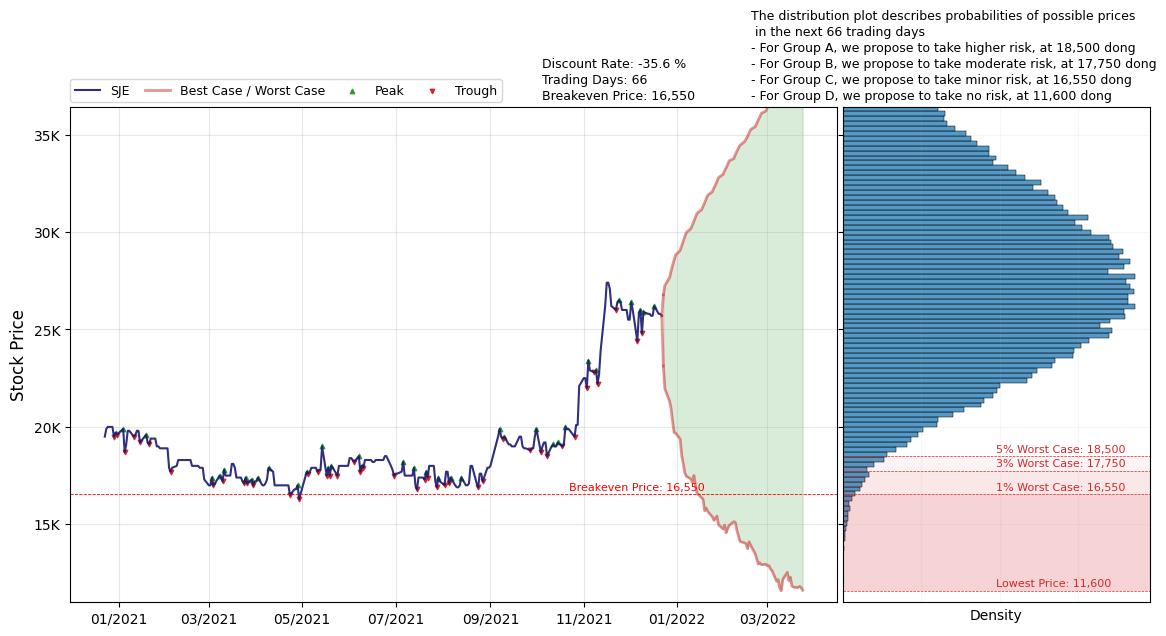 The distribution plot describes probabilities of possible prices
in the next 66 trading days
- For Group A, we propose to take higher risk, at 18,500 dong
- For Group B, we propose to take moderate risk, at 17,750 dong
- For Group C, we propose to take minor risk, at 16,550 dong
- For Group D, we propose to take no risk, at 11,600 dong
Discount Rate: -35.6 %
Trading Days: 66
Breakeven Price: 16,550
SJE
Best Case / Worst Case
Peak
Trough
Stock Price
35K
30K
25K
20K
15K
Breakeven Price: 16,550
5% Worst Case: 18,500
3% Worst Case: 17,750
1% Worst Case: 16,550
Lowest Price: 11,600
01/2021
03/2021
05/2021
07/2021
09/2021
11/2021
01/2022
03/2022
Density